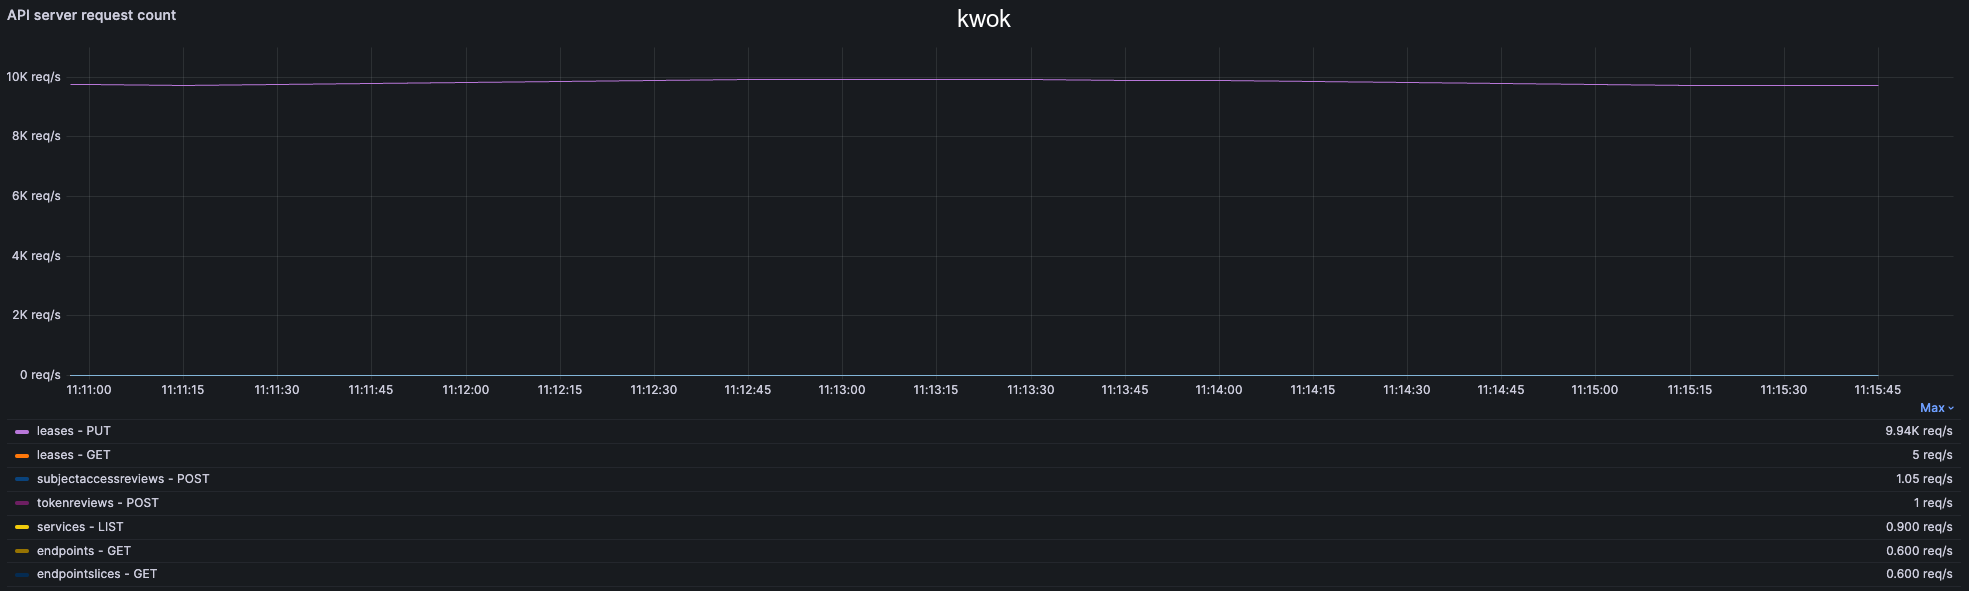 API server request count
kwok
10K req/s
8K req/s
6K req/s
4K req/s
2K req/s
0 req/s
11:11:00 11:11:15 11:11:30 11:11:45 11:12:00 11:12:15 11:12:30 11:12:45 11:13:00 11:13:15 11:13:30 11:13:45 11:14:00 11:14:15 11:14:30 11:14:45 11:15:00 11:15:15 11:15:30 11:15:45
Max
leases - PUT 9.94K req/s
leases - GET 5 req/s
subjectaccessreviews - POST 1.05 req/s
tokenreviews - POST 1 req/s
services - LIST 0.900 req/s
endpoints - GET 0.600 req/s
endpointslices - GET 0.600 req/s